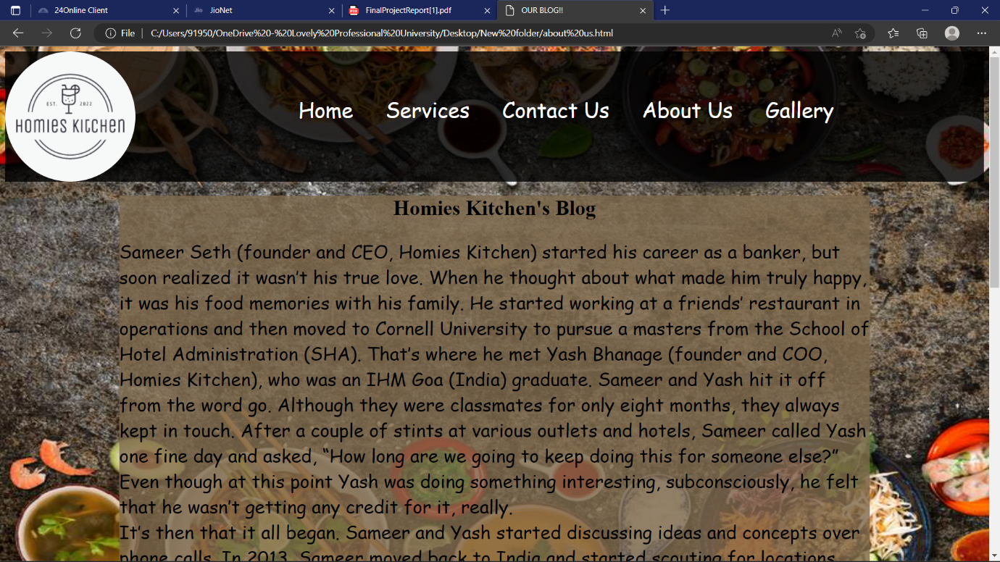 24Online Client
JioNet
FinalProjectReport[1].pdf
OUR BLOG!!
File
C:/Users/91950/OneDrive%20-%20Lovely%20Professional%20University/Desktop/New%20folder/about%20us.html
EST. 2022
HOMIES KITCHEN
Home Services Contact Us About Us Gallery
Homies Kitchen's Blog
Sameer Seth (founder and CEO, Homies Kitchen) started his career as a banker, but
soon realized it wasn’t his true love. When he thought about what made him truly happy,
it was his food memories with his family. He started working at a friends’ restaurant in
operations and then moved to Cornell University to pursue a masters from the School of
Hotel Administration (SHA). That’s where he met Yash Bhanage (founder and COO,
Homies Kitchen), who was an IHM Goa (India) graduate. Sameer and Yash hit it off
from the word go. Although they were classmates for only eight months, they always
kept in touch. After a couple of stints at various outlets and hotels, Sameer called Yash
one fine day and asked, “How long are we going to keep doing this for someone else?”
Even though at this point Yash was doing something interesting, subconsciously, he felt
that he wasn’t getting any credit for it, really.
It’s then that it all began. Sameer and Yash started discussing ideas and concepts over
phone calls. In 2013, Sameer moved back to India and started scouting for locations